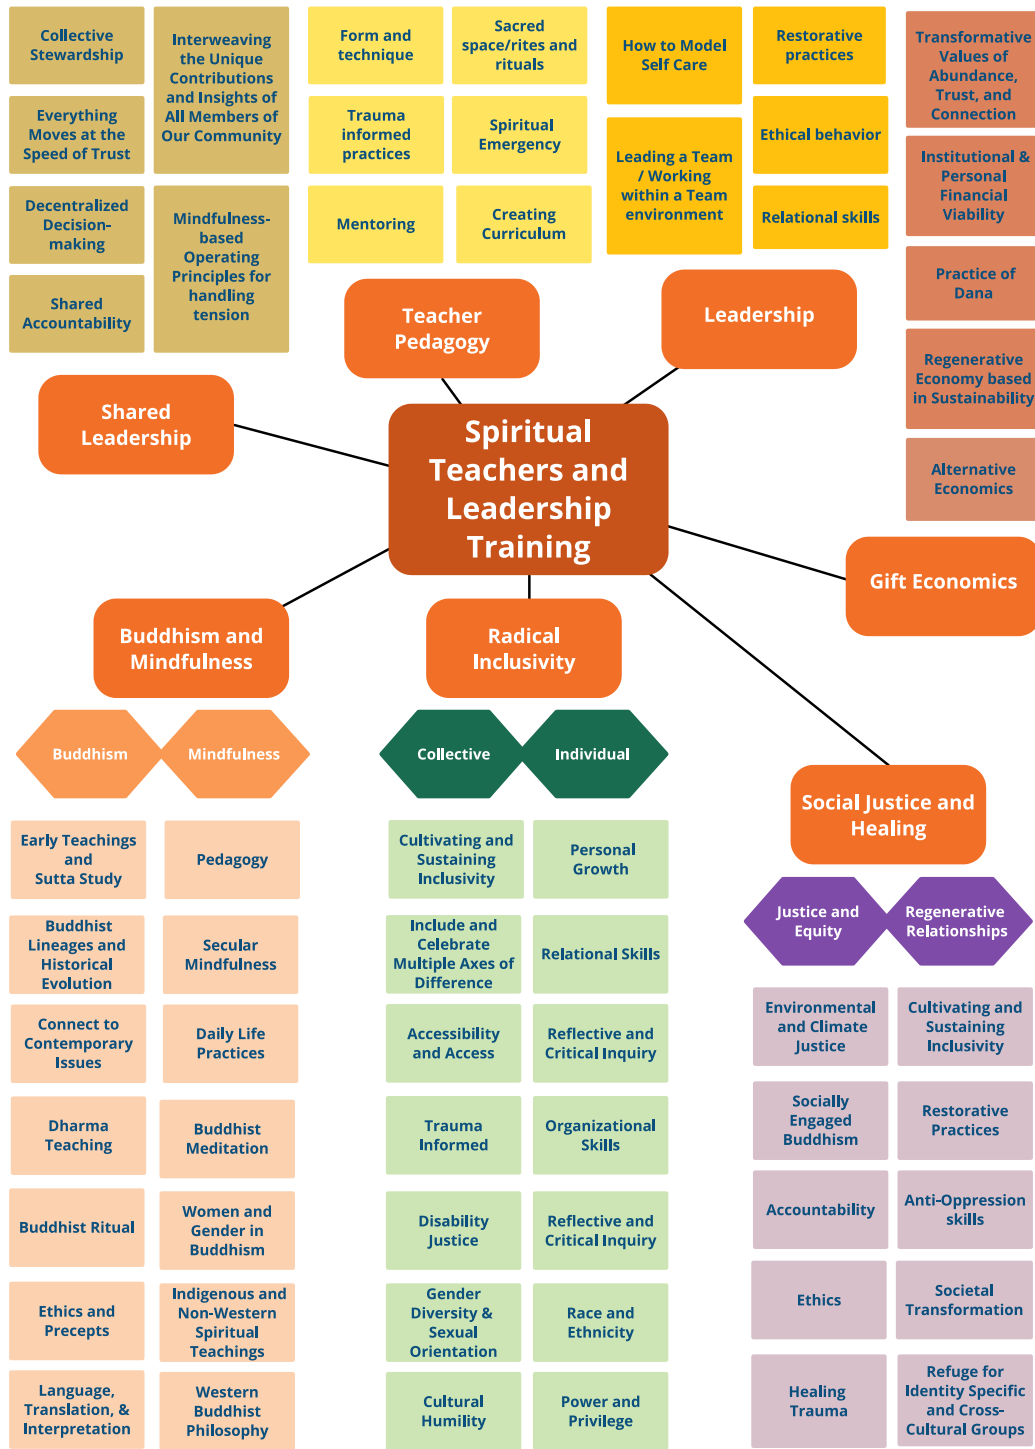 Collective
Stewardship
Everything
Moves at the
Speed of Trust
Decentralized
Decision-
making
Shared
Accountability
Interweaving
the Unique
Contributions
and Insights of
All Members of
Our Community
Mindfulness-
based
Operating
Principles for
handling
tension
Form and
technique
Trauma
informed
practices
Mentoring
Sacred
space/rites and
rituals
Spiritual
Emergency
Creating
Curriculum
How to Model
Self Care
Leading a Team
/ Working
within a Team
environment
Restorative
practices
Ethical behavior
Relational skills
Transformative
Values of
Abundance,
Trust, and
Connection
Institutional &
Personal
Financial
Viability
Practice of
Dana
Regenerative
Economy based
in Sustainability
Alternative
Economics
Teacher
Pedagogy
Leadership
Shared
Leadership
Spiritual
Teachers and
Leadership
Training
Gift Economics
Buddhism and
Mindfulness
Radical
Inclusivity
Social Justice and
Healing
Buddhism
Mindfulness
Early Teachings
and
Sutta Study
Buddhist
Lineages and
Historical
Evolution
Connect to
Contemporary
Issues
Dharma
Teaching
Buddhist Ritual
Ethics and
Precepts
Language,
Translation, &
Interpretation
Pedagogy
Secular
Mindfulness
Daily Life
Practices
Buddhist
Meditation
Women and
Gender in
Buddhism
Indigenous and
Non-Western
Spiritual
Teachings
Western
Buddhist
Philosophy
Collective
Individual
Cultivating and
Sustaining
Inclusivity
Include and
Celebrate
Multiple Axes of
Difference
Accessibility
and Access
Trauma
Informed
Disability
Justice
Gender
Diversity &
Sexual
Orientation
Cultural
Humility
Personal
Growth
Relational Skills
Reflective and
Critical Inquiry
Organizational
Skills
Reflective and
Critical Inquiry
Race and
Ethnicity
Power and
Privilege
Justice and
Equity
Regenerative
Relationships
Environmental
and Climate
Justice
Socially
Engaged
Buddhism
Accountability
Ethics
Healing
Trauma
Cultivating and
Sustaining
Inclusivity
Restorative
Practices
Anti-Oppression
skills
Societal
Transformation
Refuge for
Identity Specific
and Cross-
Cultural Groups